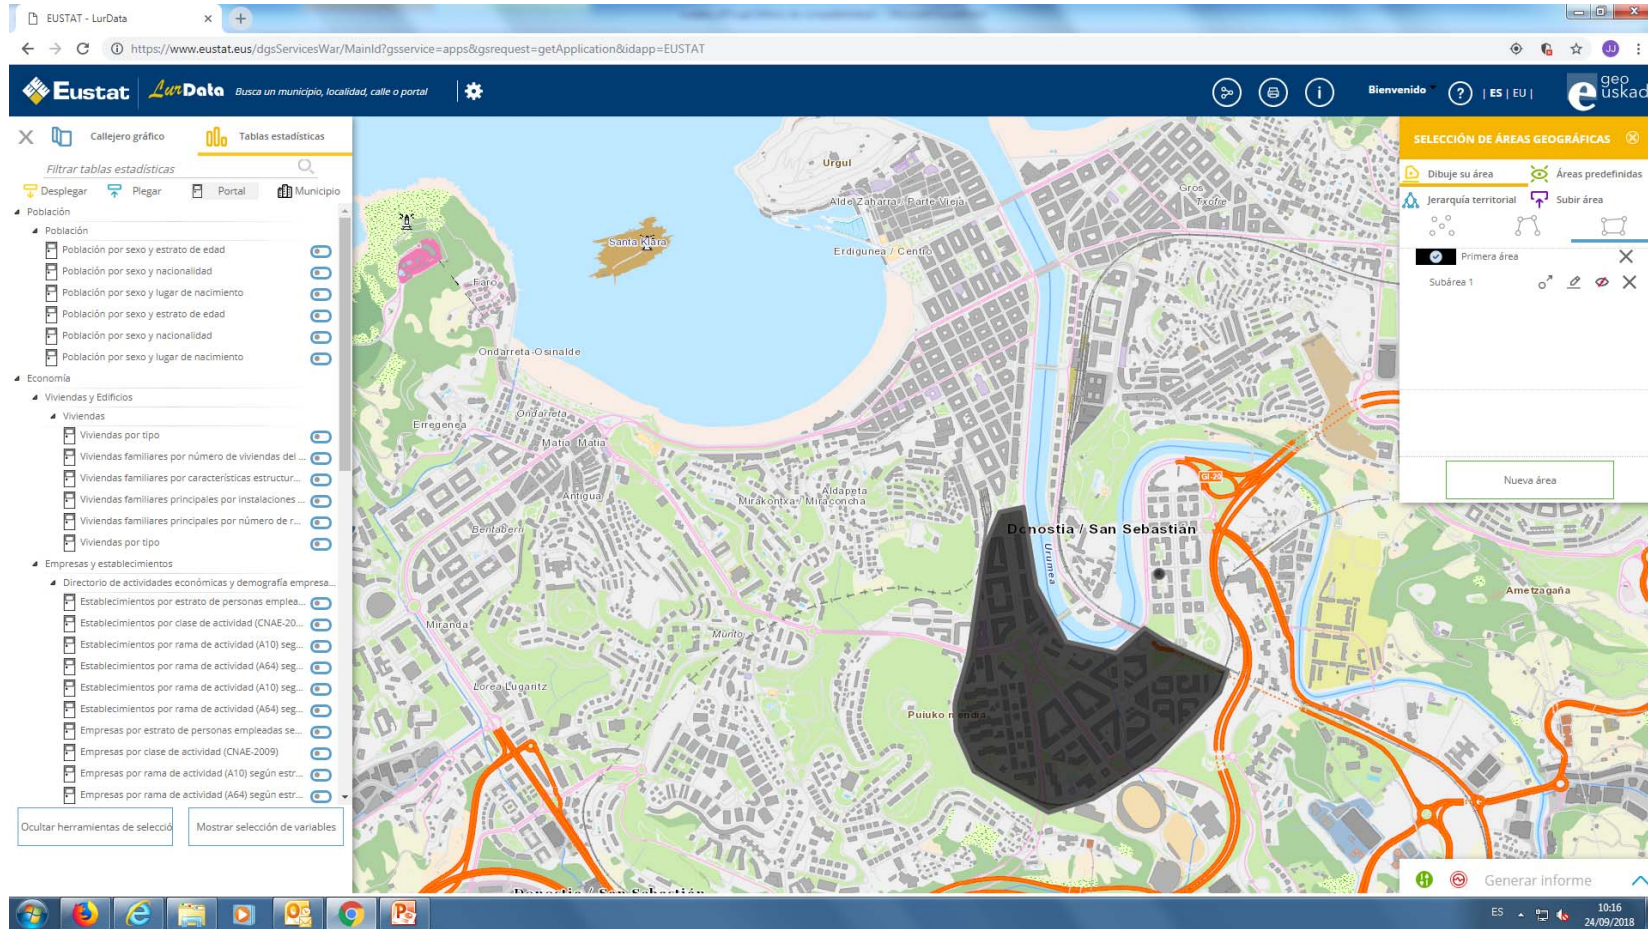 EUSTAT - LurData
https://www.eustat.eus/dgsServicesWar/MainId?gsservice=apps&gsrequest=getApplication&idapp=EUSTAT
JJ
Eustat
LurData
Busca un municipio, localidad, calle o portal
Bienvenido
| ES | EU |
geo
euskadi
Callejero gráfico
Tablas estadísticas
Filtrar tablas estadísticas
Desplegar
Plegar
Portal
Municipio
Población
Población
Población por sexo y estrato de edad
Población por sexo y nacionalidad
Población por sexo y lugar de nacimiento
Población por sexo y estrato de edad
Población por sexo y nacionalidad
Población por sexo y lugar de nacimiento
Economía
Viviendas y Edificios
Viviendas
Viviendas por tipo
Viviendas familiares por número de viviendas del ...
Viviendas familiares por características estructur...
Viviendas familiares principales por instalaciones ...
Viviendas familiares principales por número de r...
Viviendas por tipo
Empresas y establecimientos
Directorio de actividades económicas y demografía empresa...
Establecimientos por estrato de personas emplea...
Establecimientos por clase de actividad (CNAE-20...
Establecimientos por rama de actividad (A10) seg...
Establecimientos por rama de actividad (A64) seg...
Establecimientos por rama de actividad (A10) seg...
Establecimientos por rama de actividad (A64) seg...
Empresas por estrato de personas empleadas se...
Empresas por clase de actividad (CNAE-2009)
Empresas por rama de actividad (A10) según estr...
Empresas por rama de actividad (A64) según estr...
Ocultar herramientas de selecció
Mostrar selección de variables
Urgul
Gros
Alde Zaharra / Parte Vieja
Txofre
Santa Klara
Erdigunea / Centro
Faro
Ondarreta-Osinalde
Ondarreta
Erregenea
Matia Matia
Antigua
Aldapeta
Mirakontxa / Miraconcha
Bentaberri
GI-20
Donostia / San Sebastián
Urumea
Ametzagaña
Miranda
Munto
Lorea-Lugaritz
Puiuko mendia
Donostia / San Sebastián
SELECCIÓN DE ÁREAS GEOGRÁFICAS
Dibuje su área
Áreas predefinidas
Jerarquía territorial
Subir área
Primera área
Subárea 1
Nueva área
Generar informe
ES
10:16
24/09/2018